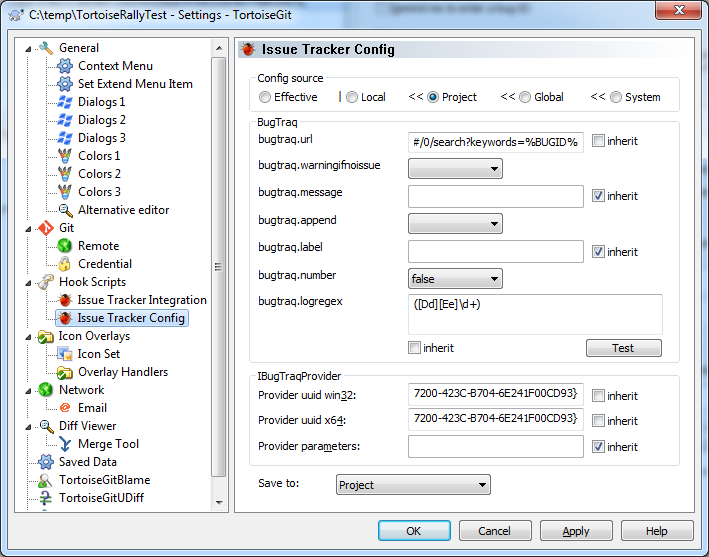 C:\temp\TortoiseRallyTest - Settings - TortoiseGit
General
Context Menu
Set Extend Menu Item
Dialogs 1
Dialogs 2
Dialogs 3
Colors 1
Colors 2
Colors 3
Alternative editor
Git
Remote
Credential
Hook Scripts
Issue Tracker Integration
Issue Tracker Config
Icon Overlays
Icon Set
Overlay Handlers
Network
Email
Diff Viewer
Merge Tool
Saved Data
TortoiseGitBlame
TortoiseGitUDiff
Issue Tracker Config
Config source
Effective | Local << Project << Global << System
BugTraq
bugtraq.url #/0/search?keywords=%BUGID% inherit
bugtraq.warningifnoissue
bugtraq.message inherit
bugtraq.append
bugtraq.label inherit
bugtraq.number false
bugtraq.logregex ([Dd][Ee]\d+)
inherit Test
IBugTraqProvider
Provider uuid win32: 7200-423C-B704-6E241F00CD93} inherit
Provider uuid x64: 7200-423C-B704-6E241F00CD93} inherit
Provider parameters: inherit
Save to: Project
OK Cancel Apply Help